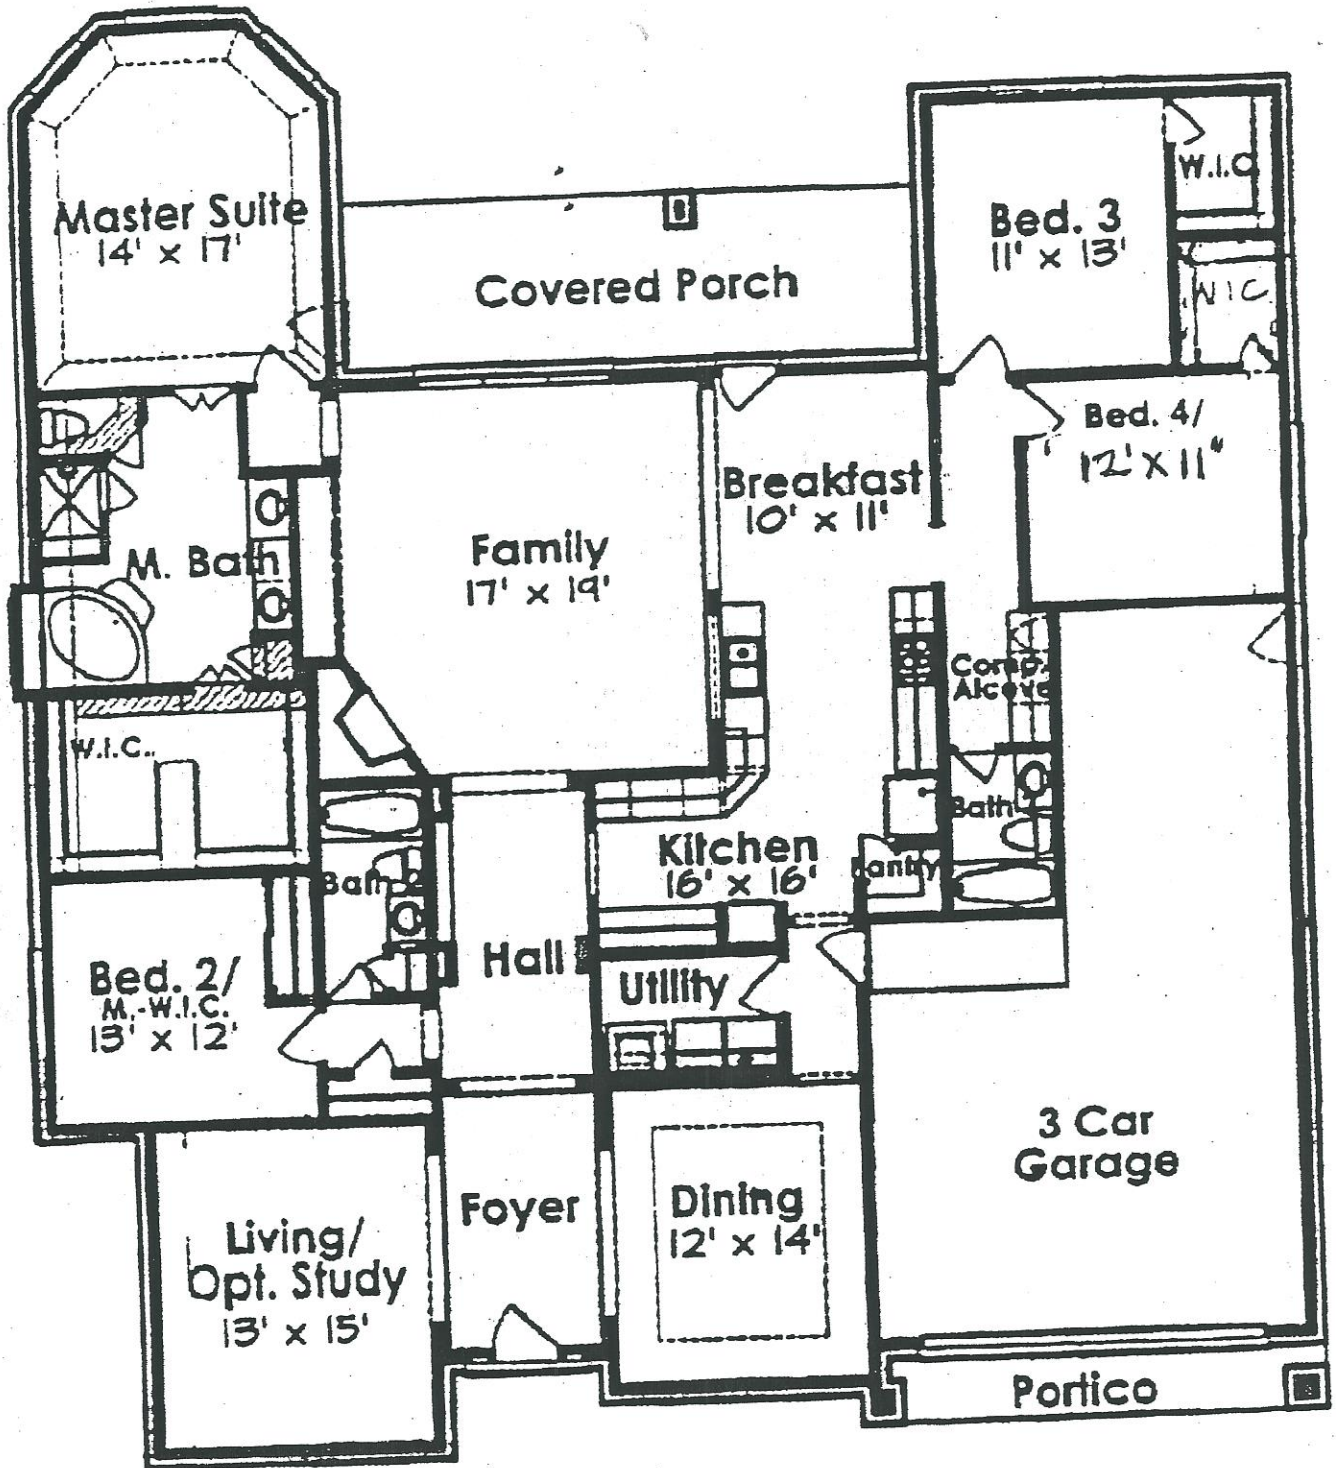 Master Suite
14' x 17'
Covered Porch
Bed. 3
11' x 13'
W.I.C
WIC
Bed. 4/
12' x 11"
Breakfast
10' x 11'
Family
17' x 19'
M. Bath
W.I.C.
Comp.
Alcove
Bath
Pantry
Kitchen
16' x 16'
Bath
Hall
Utility
Bed. 2/
M.-W.I.C.
13' x 12'
3 Car
Garage
Foyer
Dining
12' x 14'
Living/
Opt. Study
13' x 15'
Portico